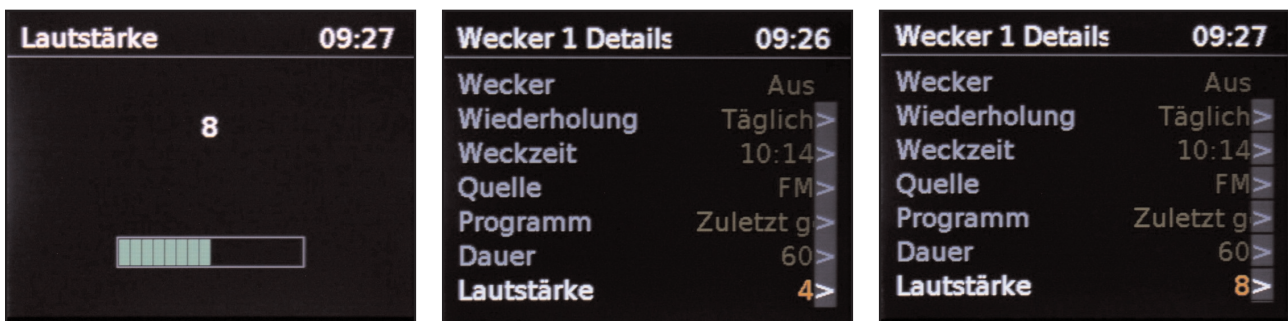 Lautstärke 09:27
8
Wecker 1 Details 09:26
Wecker Aus
Wiederholung Täglich>
Weckzeit 10:14>
Quelle FM>
Programm Zuletzt g>
Dauer 60>
Lautstärke 4>
Wecker 1 Details 09:27
Wecker Aus
Wiederholung Täglich>
Weckzeit 10:14>
Quelle FM>
Programm Zuletzt g>
Dauer 60>
Lautstärke 8>